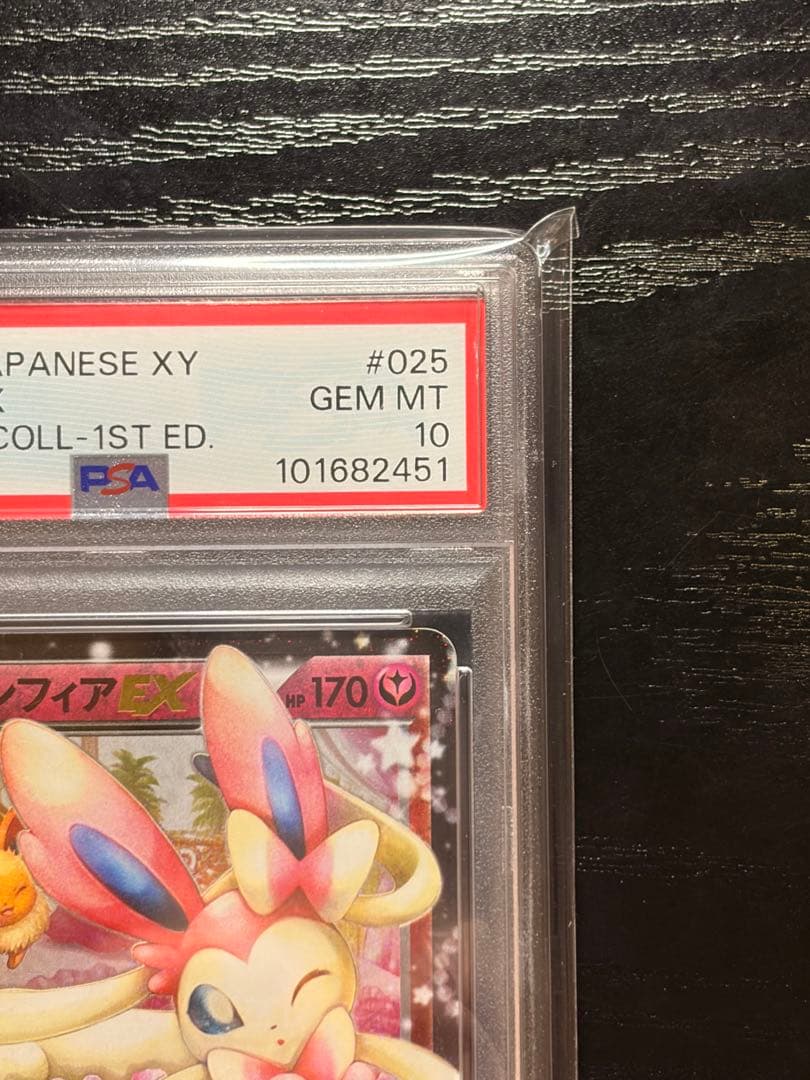 APANESE XY #025
X GEM MT
COLL-1ST ED. 10
PSA 101682451
ンフィアEX HP 170